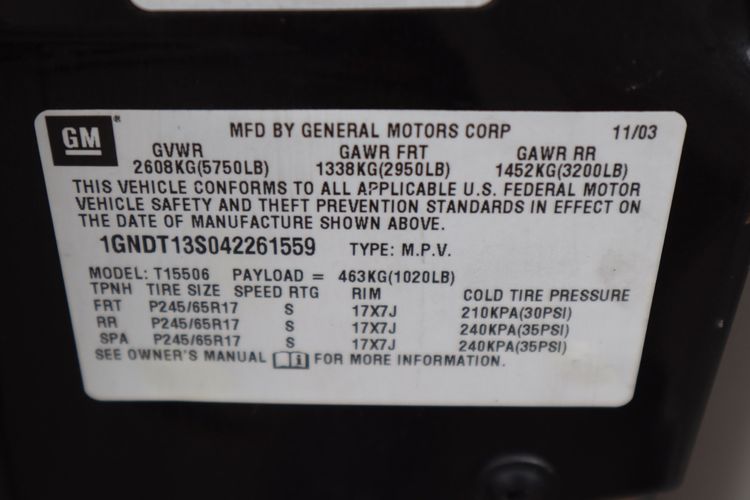 GM®
MFD BY GENERAL MOTORS CORP 11/03
GVWR GAWR FRT GAWR RR
2608KG(5750LB) 1338KG(2950LB) 1452KG(3200LB)
THIS VEHICLE CONFORMS TO ALL APPLICABLE U.S. FEDERAL MOTOR
VEHICLE SAFETY AND THEFT PREVENTION STANDARDS IN EFFECT ON
THE DATE OF MANUFACTURE SHOWN ABOVE.
1GNDT13S042261559 TYPE: M.P.V.
MODEL: T15506 PAYLOAD = 463KG(1020LB)
TPNH TIRE SIZE SPEED RTG RIM COLD TIRE PRESSURE
FRT P245/65R17 S 17X7J 210KPA(30PSI)
RR P245/65R17 S 17X7J 240KPA(35PSI)
SPA P245/65R17 S 17X7J 240KPA(35PSI)
SEE OWNER'S MANUAL i FOR MORE INFORMATION.